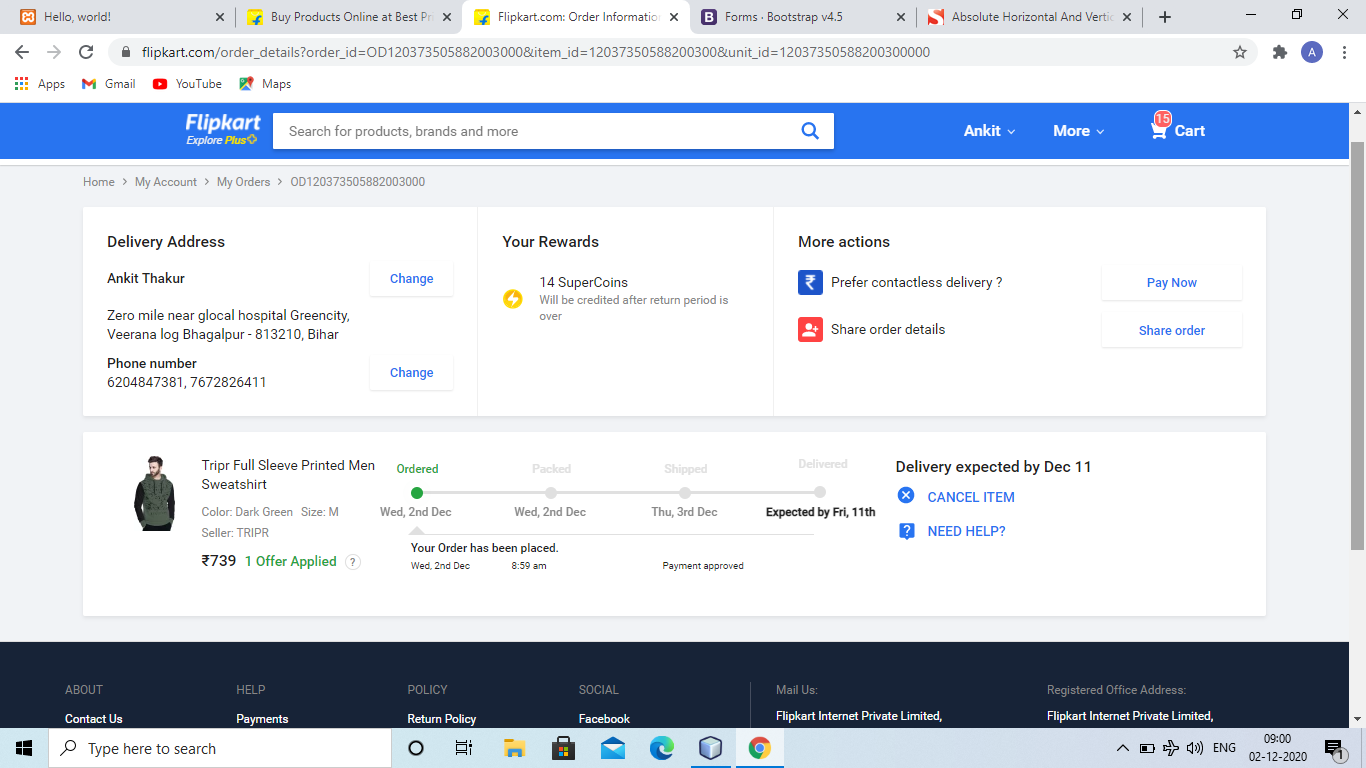 Hello, world!
Buy Products Online at Best Pri
Flipkart.com: Order Information
Forms · Bootstrap v4.5
Absolute Horizontal And Vertic
flipkart.com/order_details?order_id=OD120373505882003000&item_id=120373505882003000&unit_id=12037350588200300000
A
Apps
Gmail
YouTube
Maps
Flipkart
Explore Plus
Search for products, brands and more
Ankit
More
15
Cart
Home > My Account > My Orders > OD120373505882003000
Delivery Address
Ankit Thakur
Change
Zero mile near glocal hospital Greencity,
Veerana log Bhagalpur - 813210, Bihar
Phone number
6204847381, 7672826411
Change
Your Rewards
14 SuperCoins
Will be credited after return period is
over
More actions
Prefer contactless delivery ?
Pay Now
Share order details
Share order
Tripr Full Sleeve Printed Men
Sweatshirt
Color: Dark Green Size: M
Seller: TRIPR
₹739 1 Offer Applied ?
Ordered
Packed
Shipped
Delivered
Wed, 2nd Dec
Wed, 2nd Dec
Thu, 3rd Dec
Expected by Fri, 11th
Your Order has been placed.
Wed, 2nd Dec 8:59 am Payment approved
Delivery expected by Dec 11
CANCEL ITEM
NEED HELP?
ABOUT
HELP
POLICY
SOCIAL
Mail Us:
Registered Office Address:
Contact Us
Payments
Return Policy
Facebook
Flipkart Internet Private Limited,
Flipkart Internet Private Limited,
Type here to search
ENG
09:00
02-12-2020
1